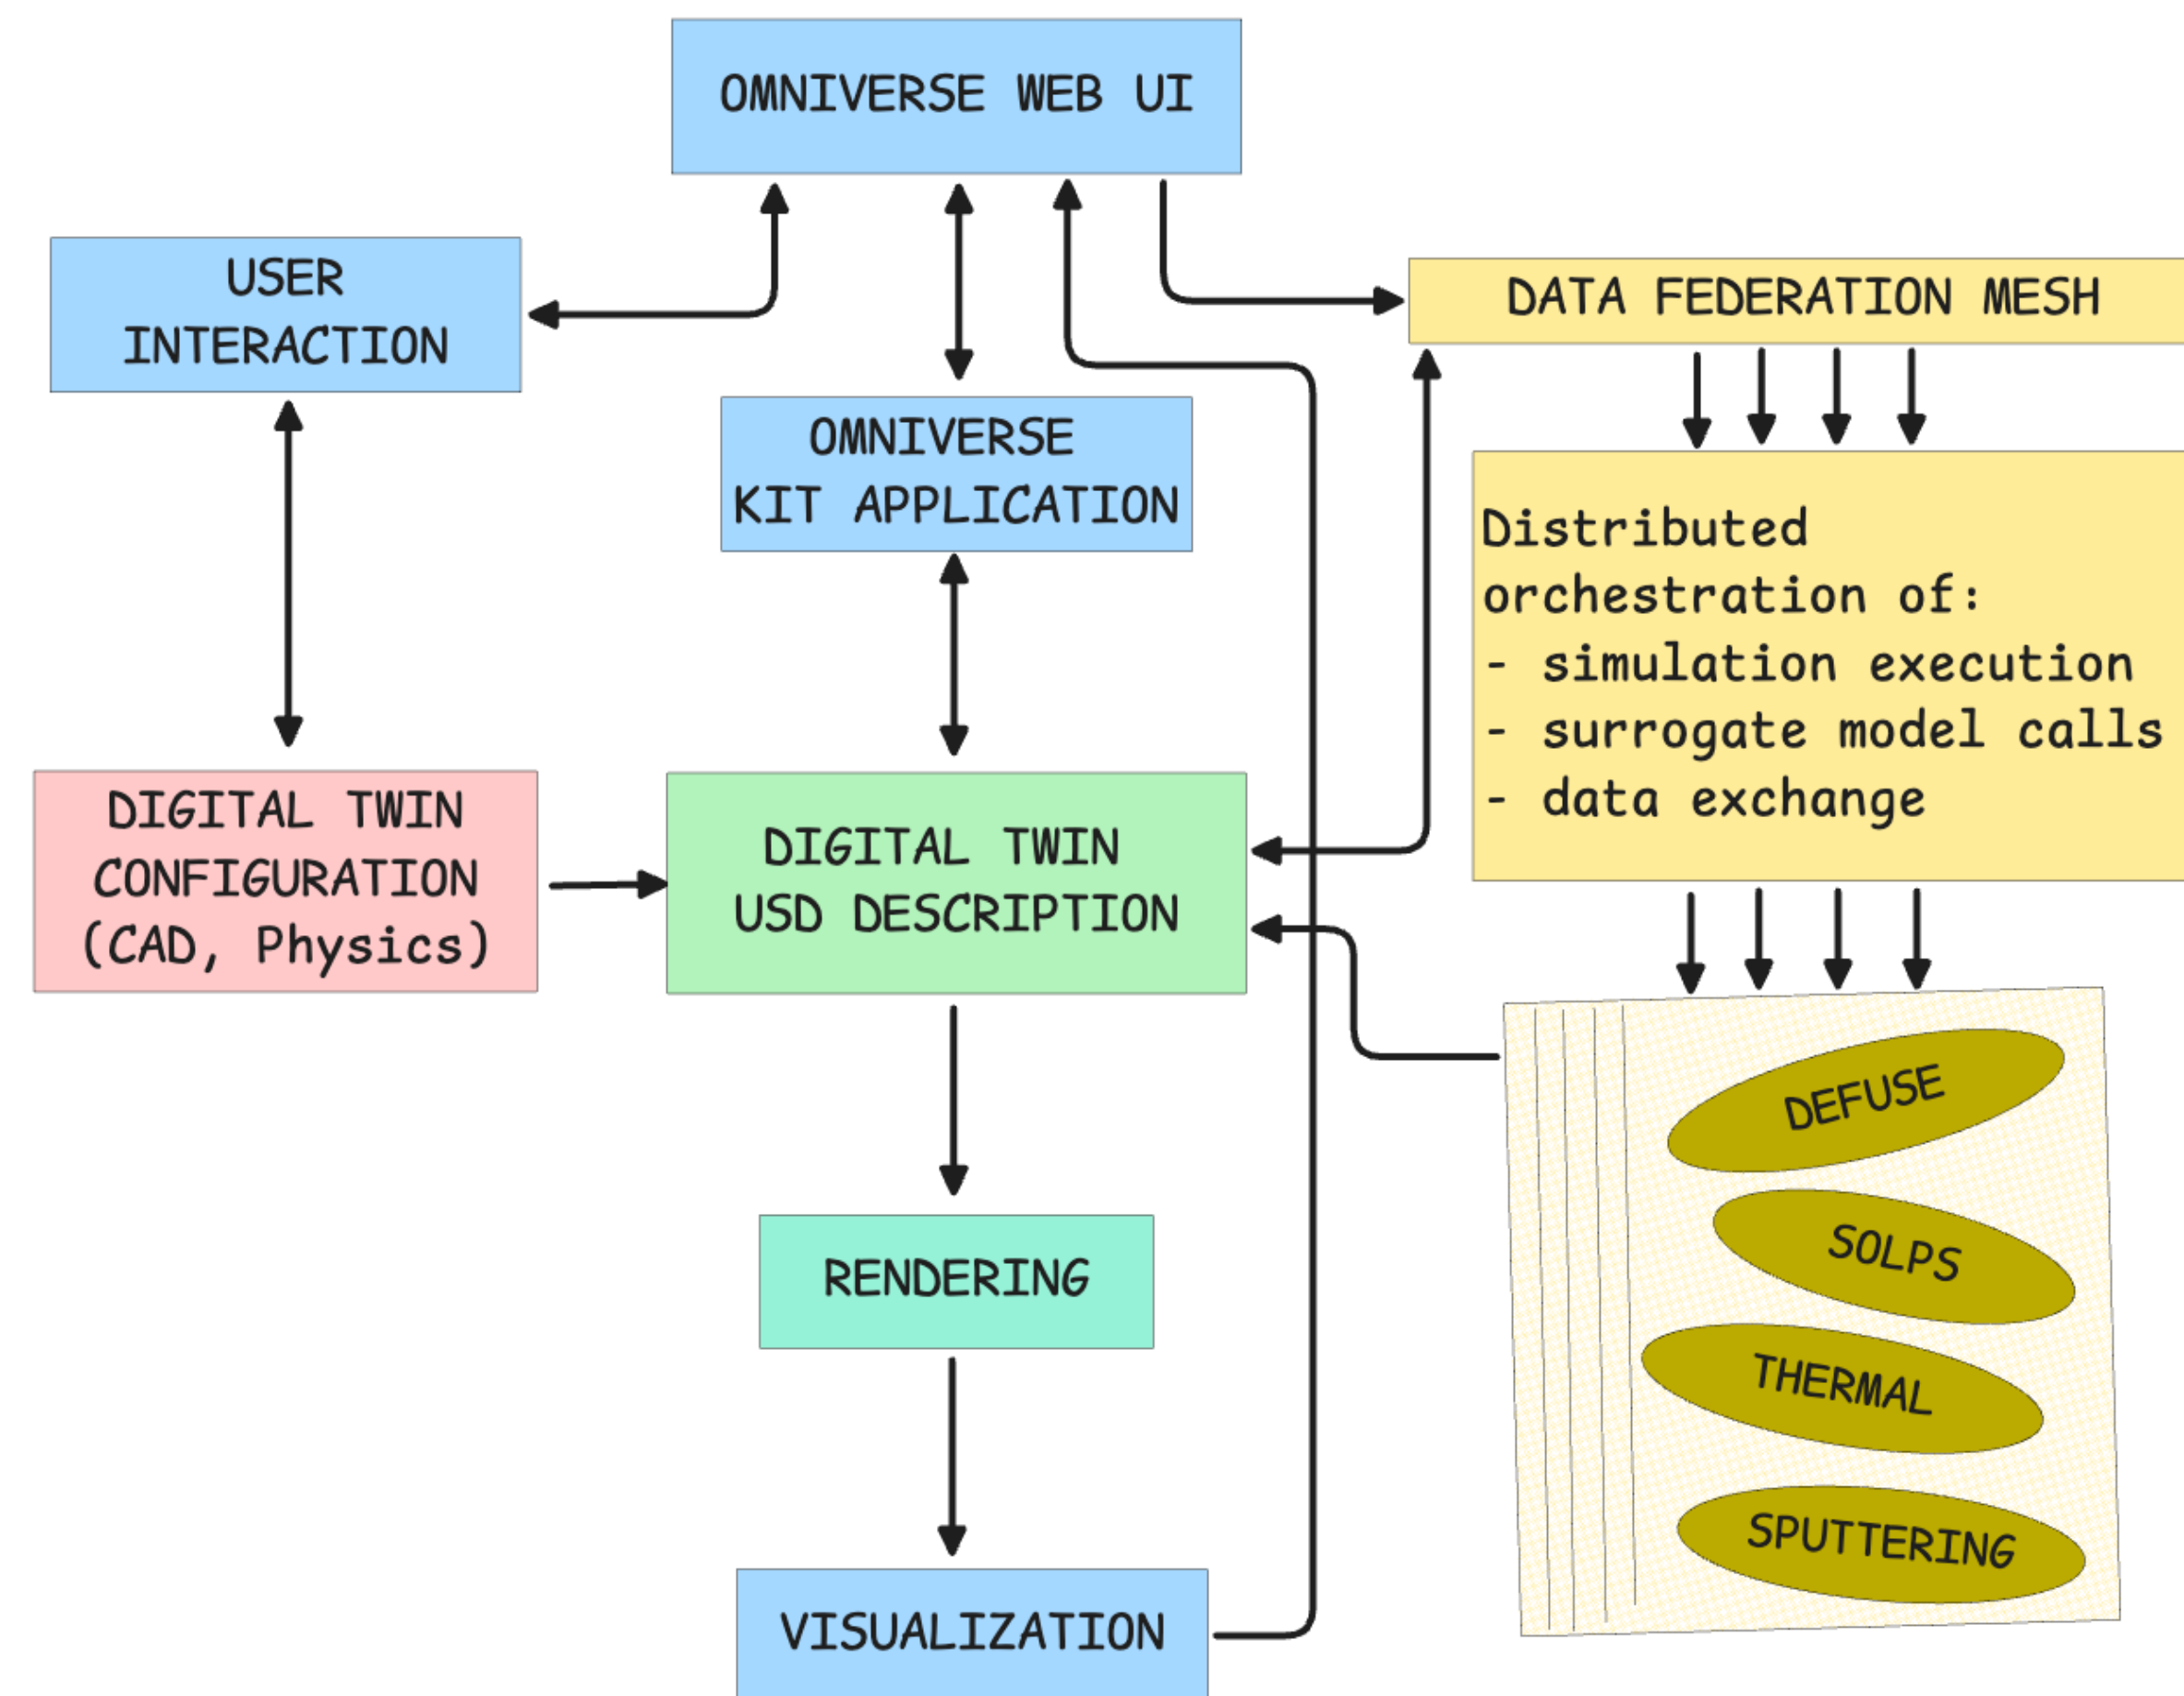 OMNIVERSE WEB UI
USER
INTERACTION
DATA FEDERATION MESH
OMNIVERSE
KIT APPLICATION
Distributed
orchestration of:
- simulation execution
- surrogate model calls
- data exchange
DIGITAL TWIN
CONFIGURATION
(CAD, Physics)
DIGITAL TWIN
USD DESCRIPTION
DEFUSE
SOLPS
THERMAL
SPUTTERING
RENDERING
VISUALIZATION